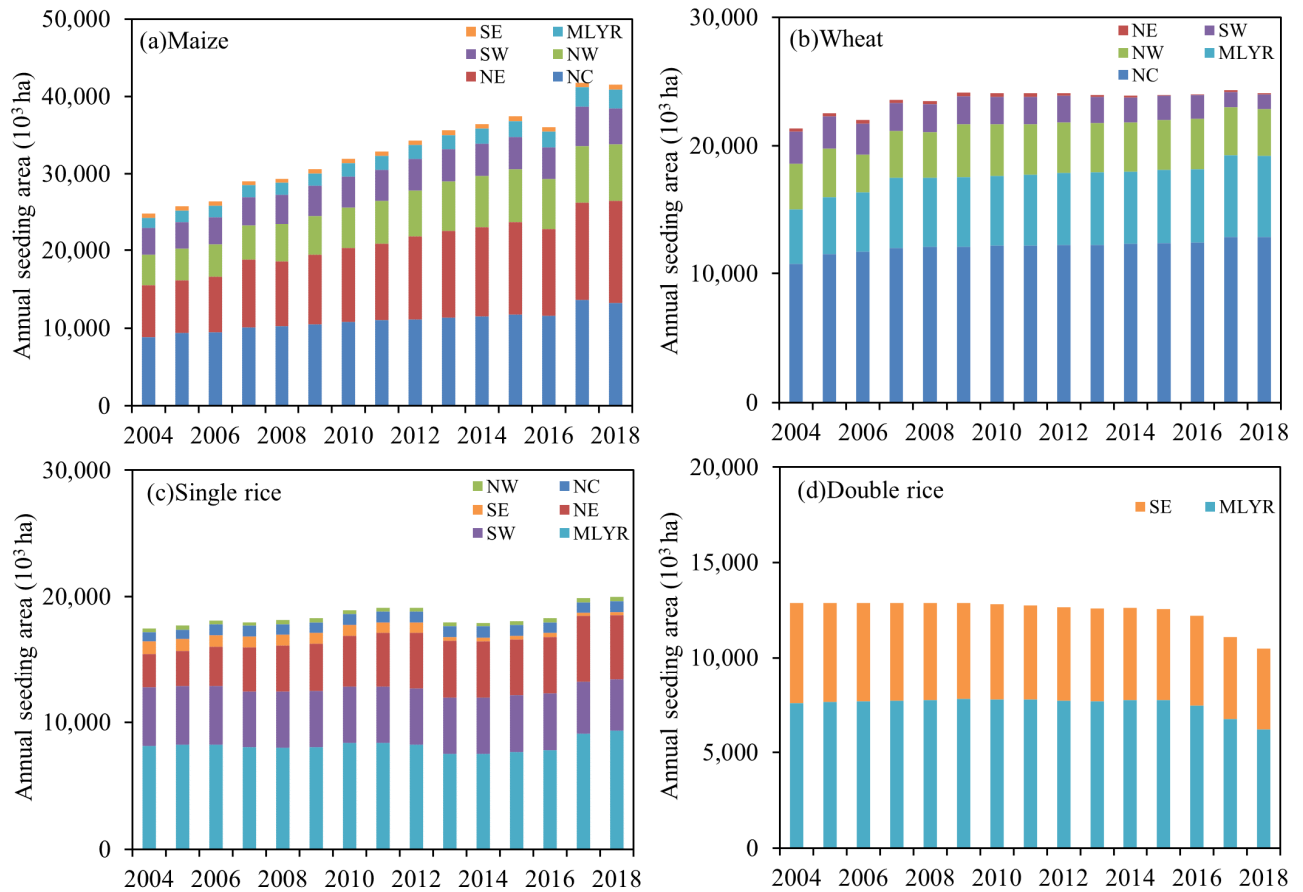 (a)Maize
SE MLYR
SW NW
NE NC
50,000
40,000
30,000
20,000
10,000
0
Annual seeding area (10³ ha)
2004 2006 2008 2010 2012 2014 2016 2018
(b)Wheat
NE SW
NW MLYR
NC
30,000
20,000
10,000
0
Annual seeding area (10³ ha)
2004 2006 2008 2010 2012 2014 2016 2018
(c)Single rice
NW NC
SE NE
SW MLYR
30,000
20,000
10,000
0
Annual seeding area (10³ ha)
2004 2006 2008 2010 2012 2014 2016 2018
(d)Double rice
SE MLYR
20,000
15,000
10,000
5,000
0
Annual seeding area (10³ ha)
2004 2006 2008 2010 2012 2014 2016 2018